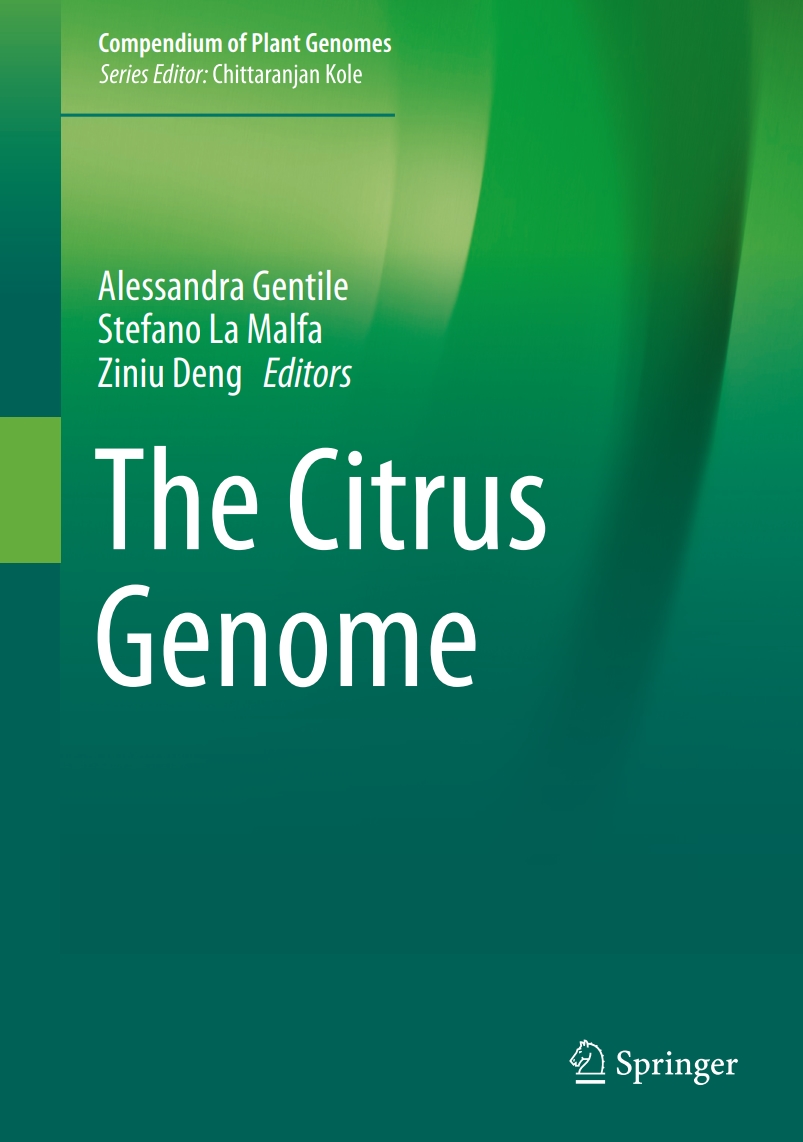 Compendium of Plant Genomes
Series Editor: Chittaranjan Kole
Alessandra Gentile
Stefano La Malfa
Ziniu Deng Editors
The Citrus
Genome
Springer